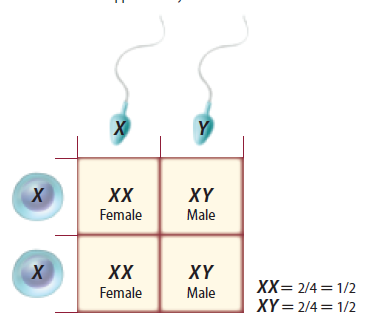 X Y
X XX XY
Female Male
X XX XY
Female Male
XX = 2/4 = 1/2
XY = 2/4 = 1/2